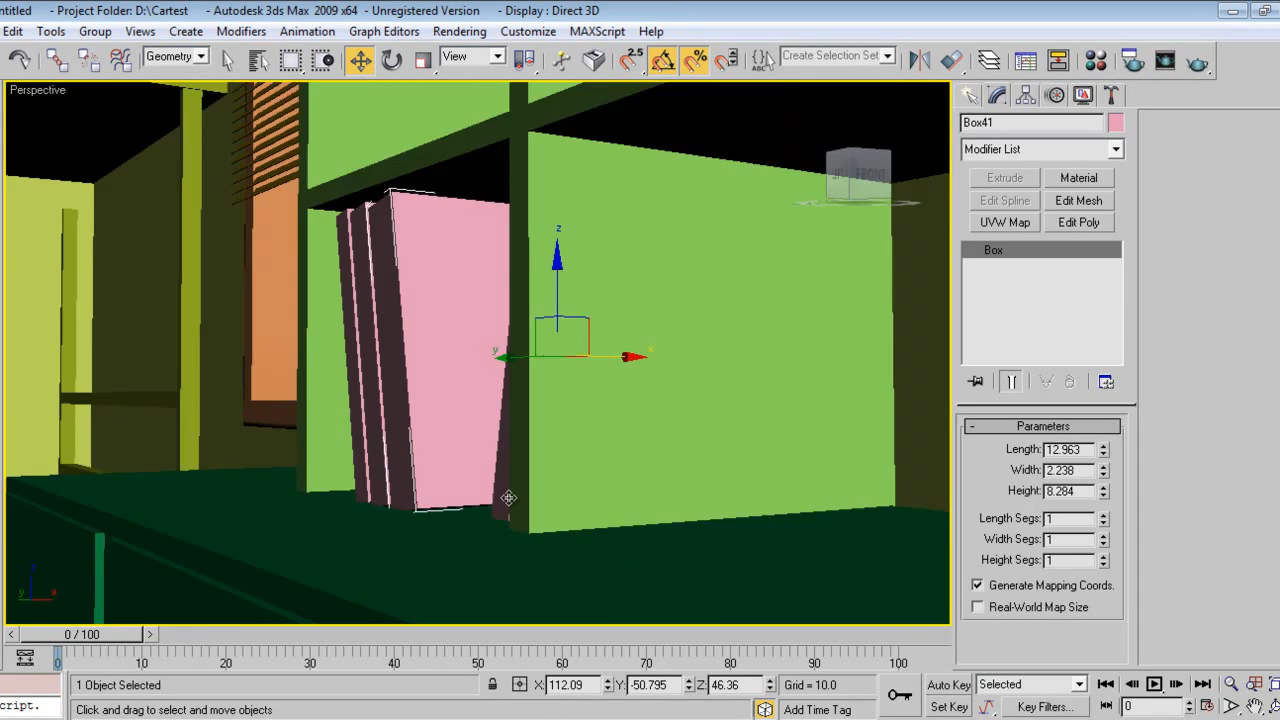 ntitled - Project Folder: D:\Cartest - Autodesk 3ds Max 2009 x64 - Unregistered Version - Display : Direct 3D
Edit Tools Group Views Create Modifiers Animation Graph Editors Rendering Customize MAXScript Help
Geometry View 2.5 Create Selection Set
Perspective
Box41
Modifier List
Extrude Material
Edit Spline Edit Mesh
UVW Map Edit Poly
Box
FRONT
z
y x
- Parameters
Length: 12.963
Width: 2.238
Height: 8.284
Length Segs: 1
Width Segs: 1
Height Segs: 1
Generate Mapping Coords.
Real-World Map Size
z
y x
< 0 / 100 >
0 10 20 30 40 50 60 70 80 90 100
1 Object Selected X: 112.09 Y: -50.795 Z: 46.36 Grid = 10.0 Auto Key Selected
cript. Click and drag to select and move objects Add Time Tag Set Key Key Filters... 0